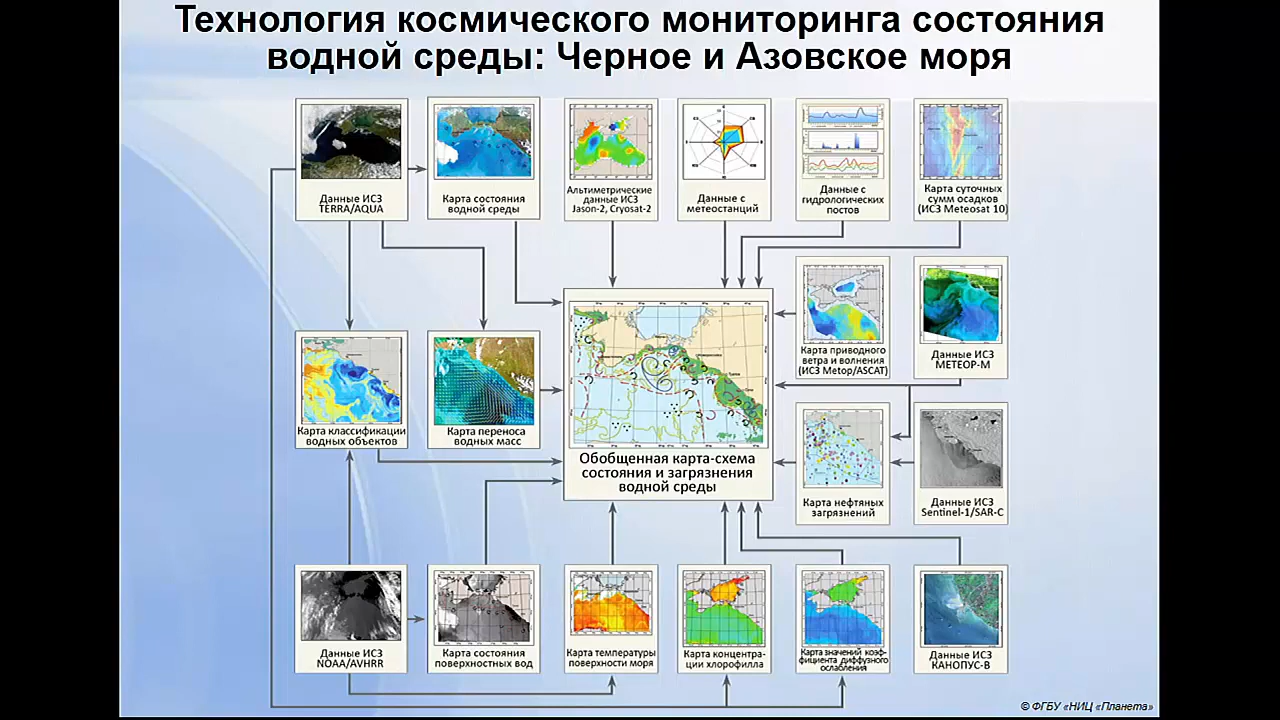 Технология космического мониторинга состояния
водной среды: Черное и Азовское моря
Данные ИСЗ
TERRA/AQUA
Карта состояния
водной среды
Альтиметрические
данные ИСЗ
Jason-2, Cryosat-2
Данные с
метеостанций
Данные с
гидрологических
постов
Карта суточных
сумм осадков
(ИСЗ Meteosat 10)
Карта приводного
ветра и волнения
(ИСЗ Metop/ASCAT)
Данные ИСЗ
МЕТЕОР-М
Карта классификации
водных объектов
Карта переноса
водных масс
Обобщенная карта-схема
состояния и загрязнения
водной среды
Карта нефтяных
загрязнений
Данные ИСЗ
Sentinel-1/SAR-C
Данные ИСЗ
NOAA/AVHRR
Карта состояния
поверхностных вод
Карта температуры
поверхности моря
Карта концентра-
ции хлорофилла
Карта значений коэф-
фициента диффузного
ослабления
Данные ИСЗ
КАНОПУС-В
© ФГБУ «НИЦ «Планета»